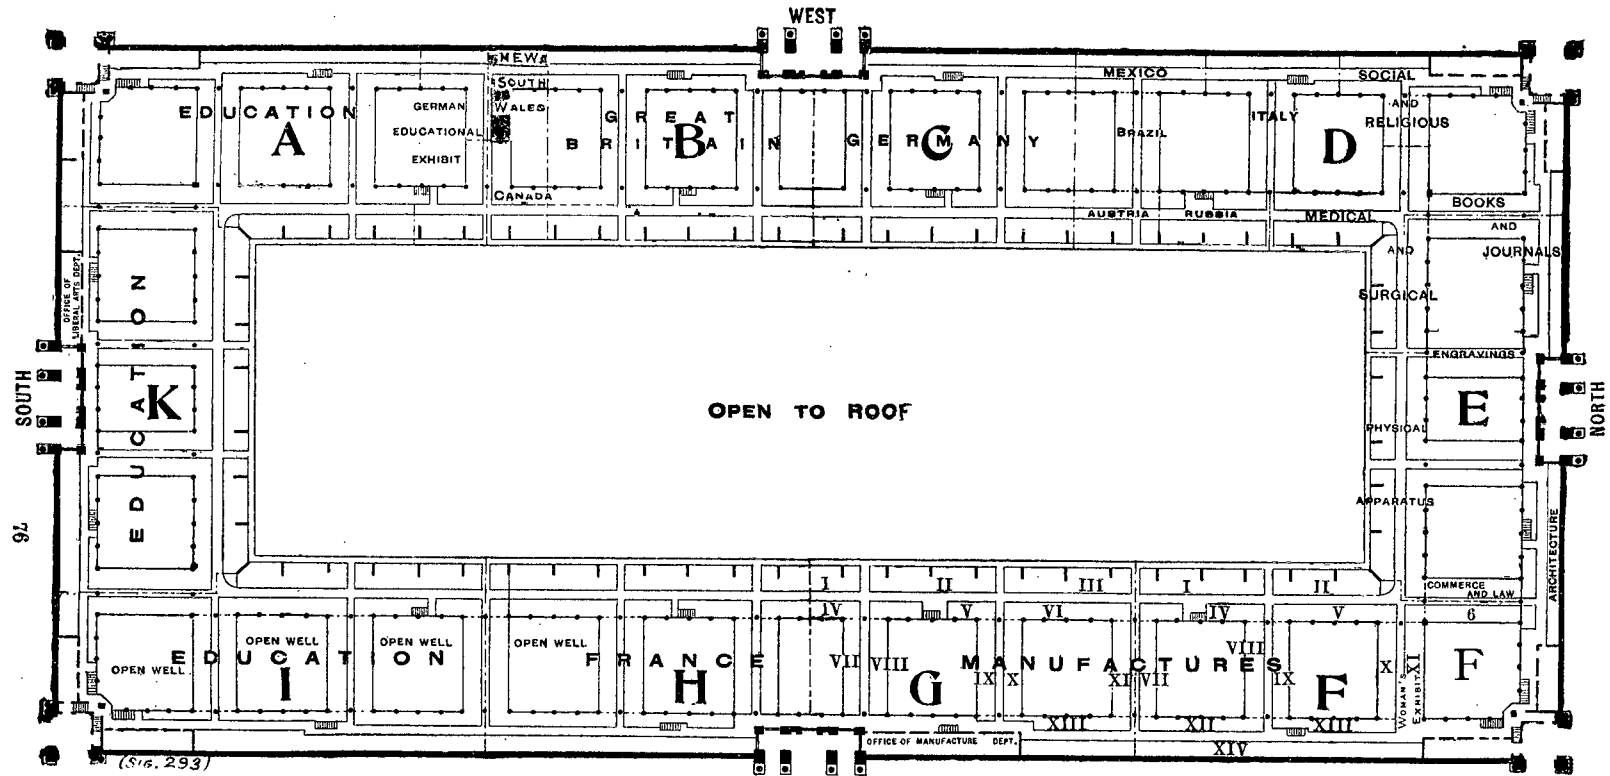 WEST
NEW
SOUTH
WALES
MEXICO
SOCIAL
AND
RELIGIOUS
EDUCATION
A
GERMAN
EDUCATIONAL
EXHIBIT
GREAT
BRITAIN
B
GERMANY
C
BRAZIL
ITALY
D
CANADA
AUSTRIA
RUSSIA
MEDICAL
AND
SURGICAL
BOOKS
AND
JOURNALS
OFFICE OF
LIBERAL ARTS DEPT.
EDUCATION
K
SOUTH
OPEN TO ROOF
ENGRAVINGS
E
NORTH
PHYSICAL
APPARATUS
76
ARCHITECTURE
COMMERCE
AND LAW
I II III I II
IV V VI IV V 6
OPEN WELL
OPEN WELL
OPEN WELL
OPEN WELL
EDUCATION
I
FRANCE
H
MANUFACTURES
VII VIII IX X XI VII VIII IX X XI
G
F
F
WOMAN'S
EXHIBIT
XIII XII XIII
OFFICE OF MANUFACTURE DEPT.
XIV
(SIG. 293)